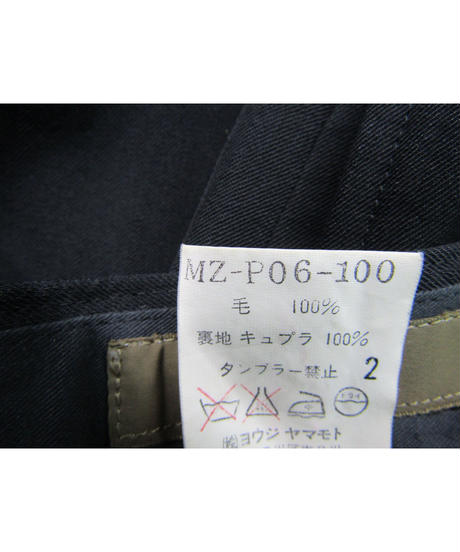 MZ-P06-100
毛 100%
裏地 キュプラ 100%
タンブラー禁止 2
㈱ヨウジ ヤマモト